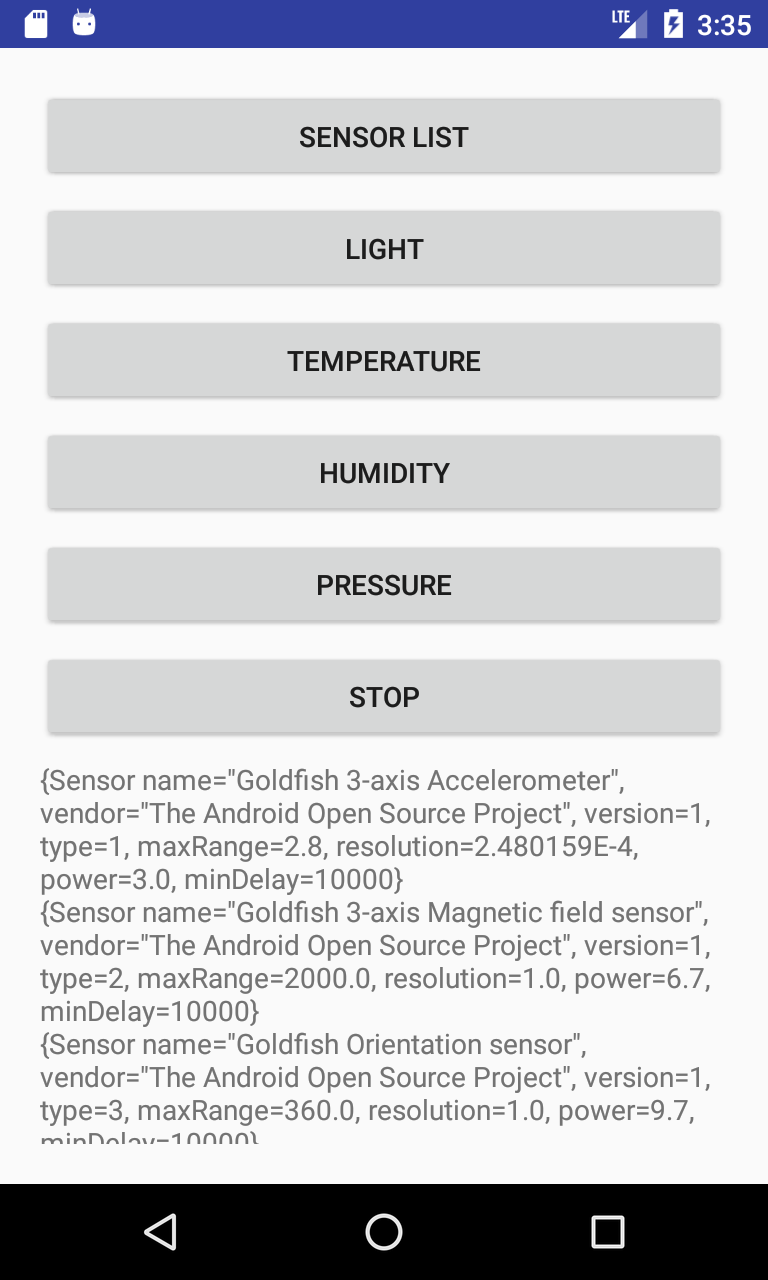 LTE 3:35
SENSOR LIST
LIGHT
TEMPERATURE
HUMIDITY
PRESSURE
STOP
{Sensor name="Goldfish 3-axis Accelerometer",
vendor="The Android Open Source Project", version=1,
type=1, maxRange=2.8, resolution=2.480159E-4,
power=3.0, minDelay=10000}
{Sensor name="Goldfish 3-axis Magnetic field sensor",
vendor="The Android Open Source Project", version=1,
type=2, maxRange=2000.0, resolution=1.0, power=6.7,
minDelay=10000}
{Sensor name="Goldfish Orientation sensor",
vendor="The Android Open Source Project", version=1,
type=3, maxRange=360.0, resolution=1.0, power=9.7,
minDelay=10000}